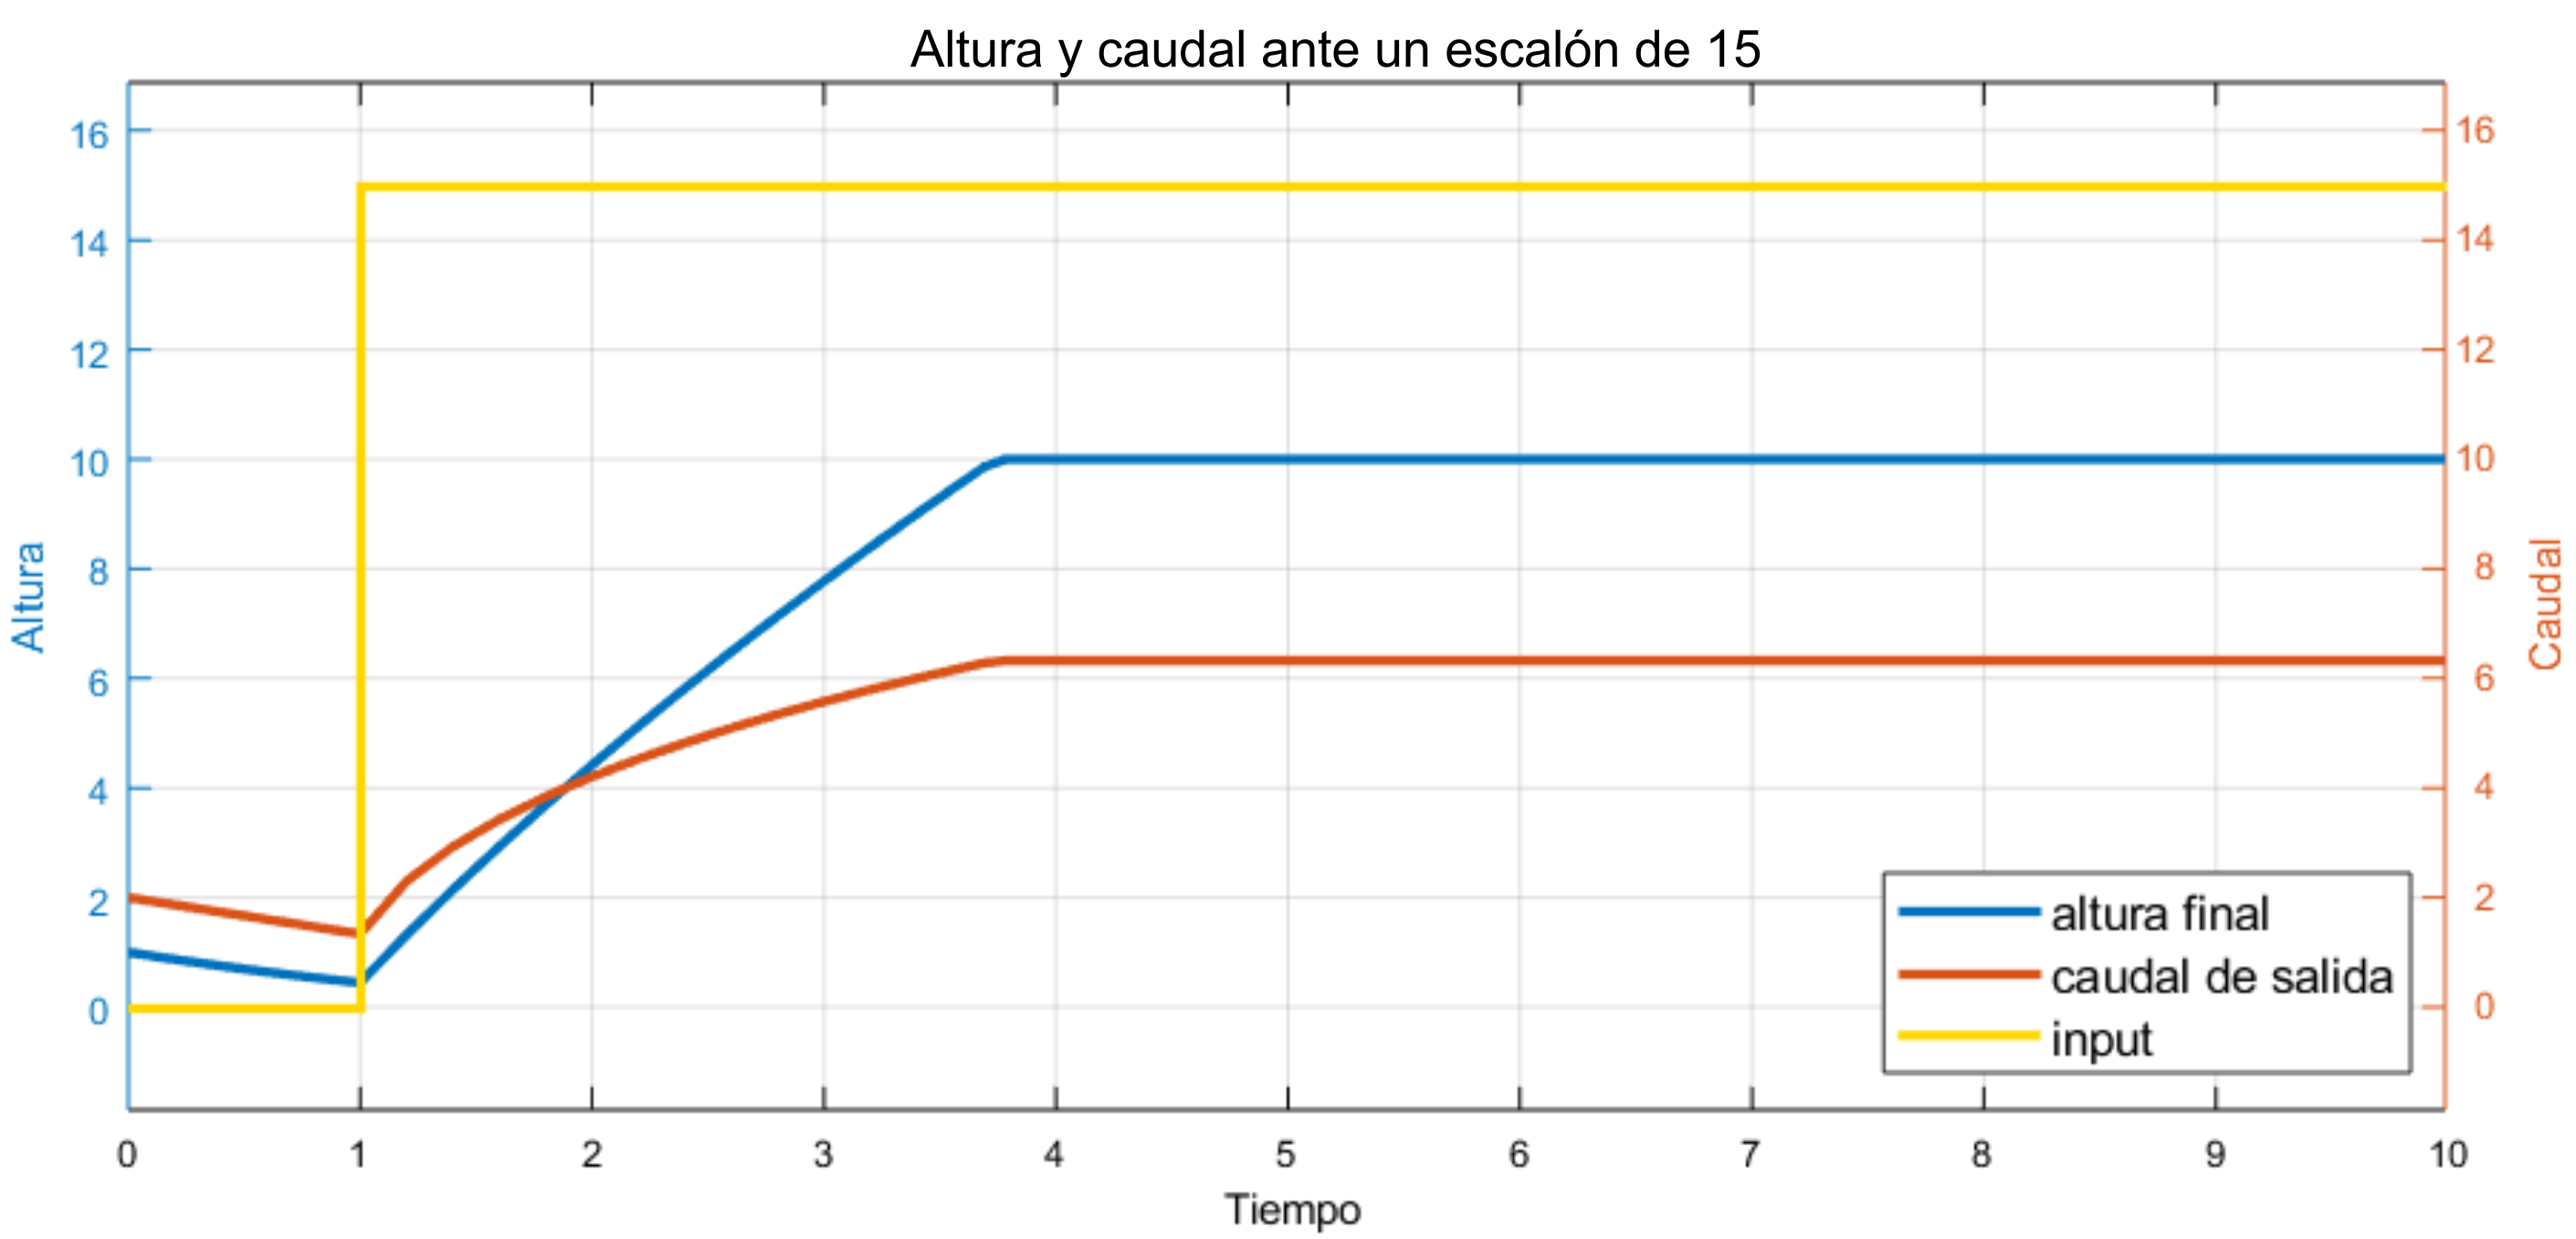 Altura y caudal ante un escalón de 15
16
14
12
10
8
6
4
2
0
Altura
16
14
12
10
8
6
4
2
0
Caudal
altura final
caudal de salida
input
0 1 2 3 4 5 6 7 8 9 10
Tiempo